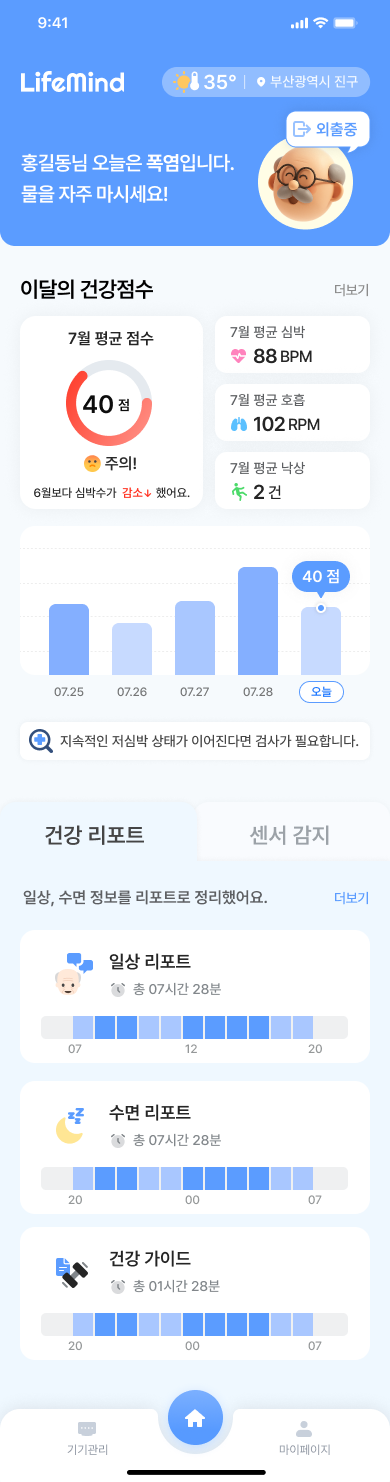 9:41
LifeMind
35° 부산광역시 진구
외출중
홍길동님 오늘은 폭염입니다.
물을 자주 마시세요!
이달의 건강점수
더보기
7월 평균 점수
40 점
주의!
6월보다 심박수가 감소↓ 했어요.
7월 평균 심박
88 BPM
7월 평균 호흡
102 RPM
7월 평균 낙상
2 건
40 점
07.25 07.26 07.27 07.28 오늘
지속적인 저심박 상태가 이어진다면 검사가 필요합니다.
건강 리포트 센서 감지
일상, 수면 정보를 리포트로 정리했어요. 더보기
일상 리포트
총 07시간 28분
07 12 20
수면 리포트
총 07시간 28분
20 00 07
건강 가이드
총 01시간 28분
20 00 07
기기관리 마이페이지